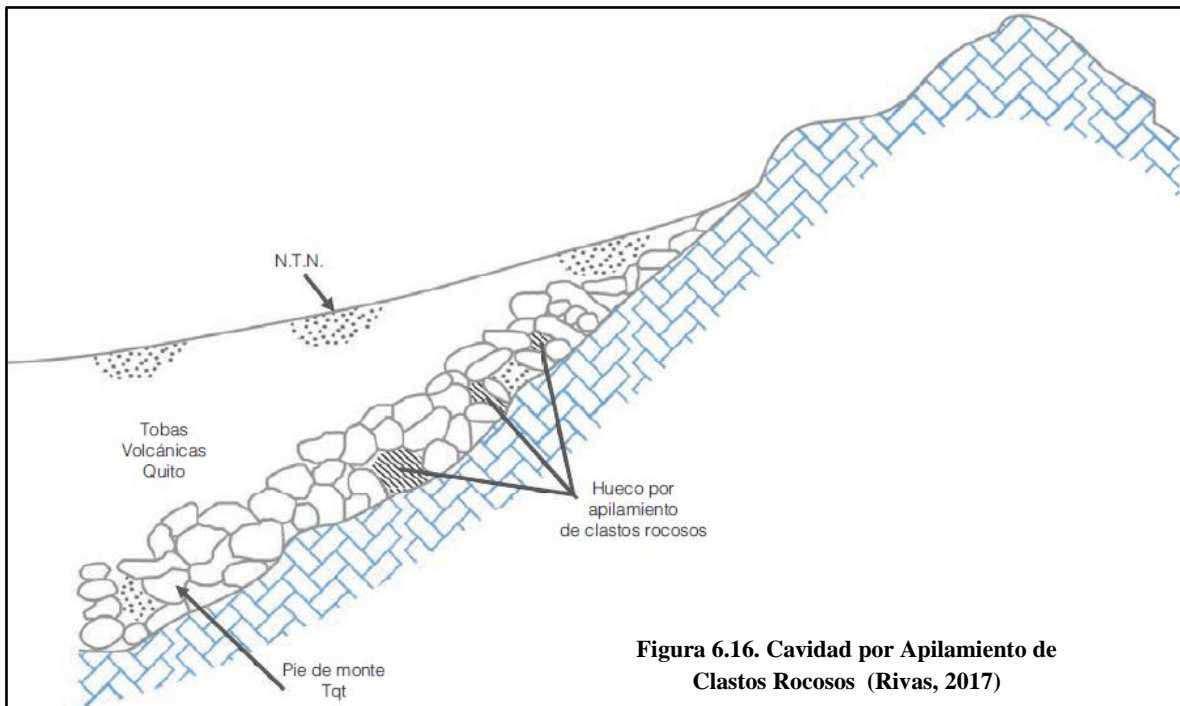 N.T.N.
Tobas
Volcánicas
Quito
Hueco por
apilamiento
de clastos rocosos
Pie de monte
Tqt
Figura 6.16. Cavidad por Apilamiento de
Clastos Rocosos (Rivas, 2017)